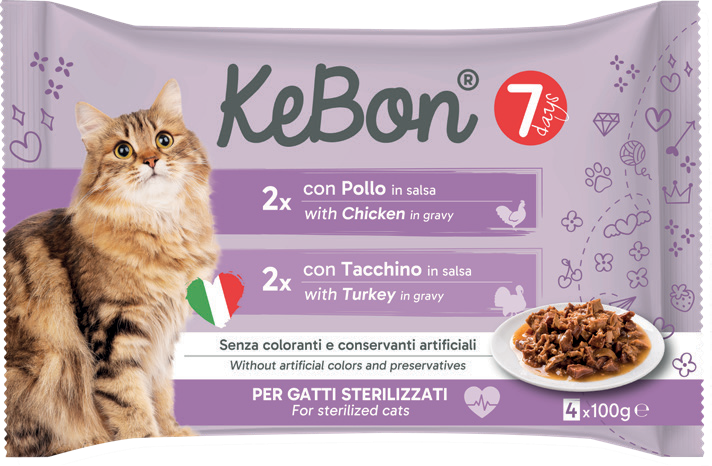 KeBon®
7
days
2x
con Pollo in salsa
with Chicken in gravy
2x
con Tacchino in salsa
with Turkey in gravy
Senza coloranti e conservanti artificiali
Without artificial colors and preservatives
PER GATTI STERILIZZATI
For sterilized cats
4x100g℮